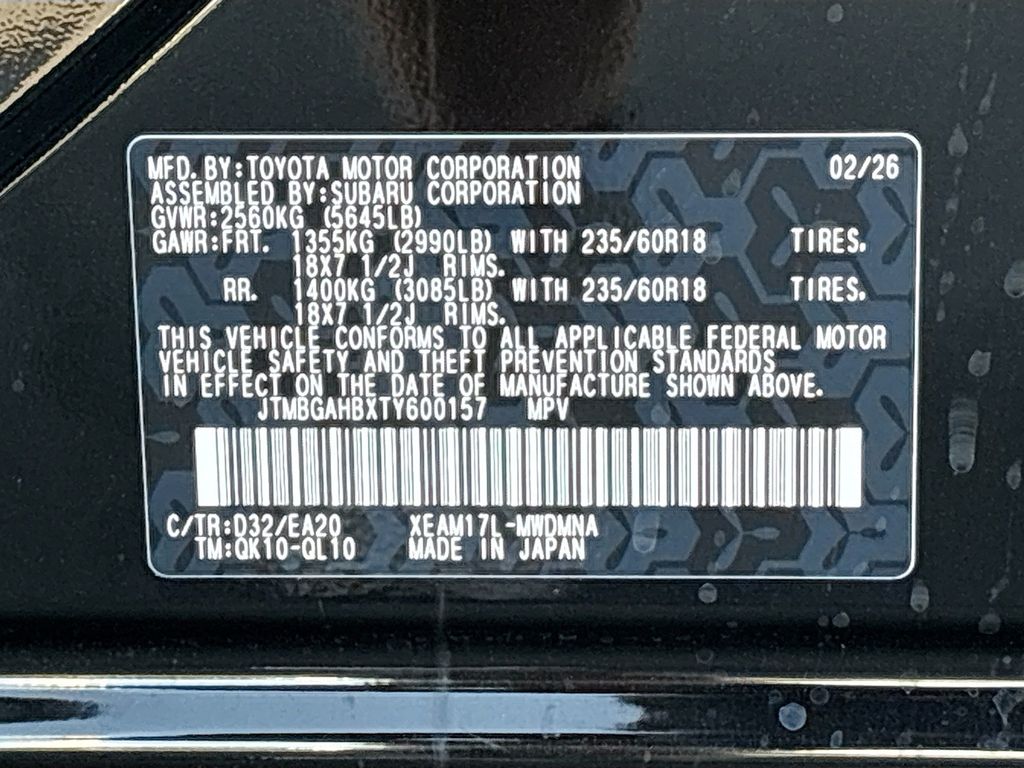 MFD. BY: TOYOTA MOTOR CORPORATION 02/26
ASSEMBLED BY: SUBARU CORPORATION
GVWR: 2560KG (5645LB)
GAWR: FRT. 1355KG (2990LB) WITH 235/60R18 TIRES.
18X7 1/2J RIMS.
RR. 1400KG (3085LB) WITH 235/60R18 TIRES.
18X7 1/2J RIMS.
THIS VEHICLE CONFORMS TO ALL APPLICABLE FEDERAL MOTOR
VEHICLE SAFETY AND THEFT PREVENTION STANDARDS
IN EFFECT ON THE DATE OF MANUFACTURE SHOWN ABOVE.
JTMBGAHBXTY600157 MPV
C/TR: D32/EA20 XEAM17L-MWDMNA
TM: QK10-QL10 MADE IN JAPAN